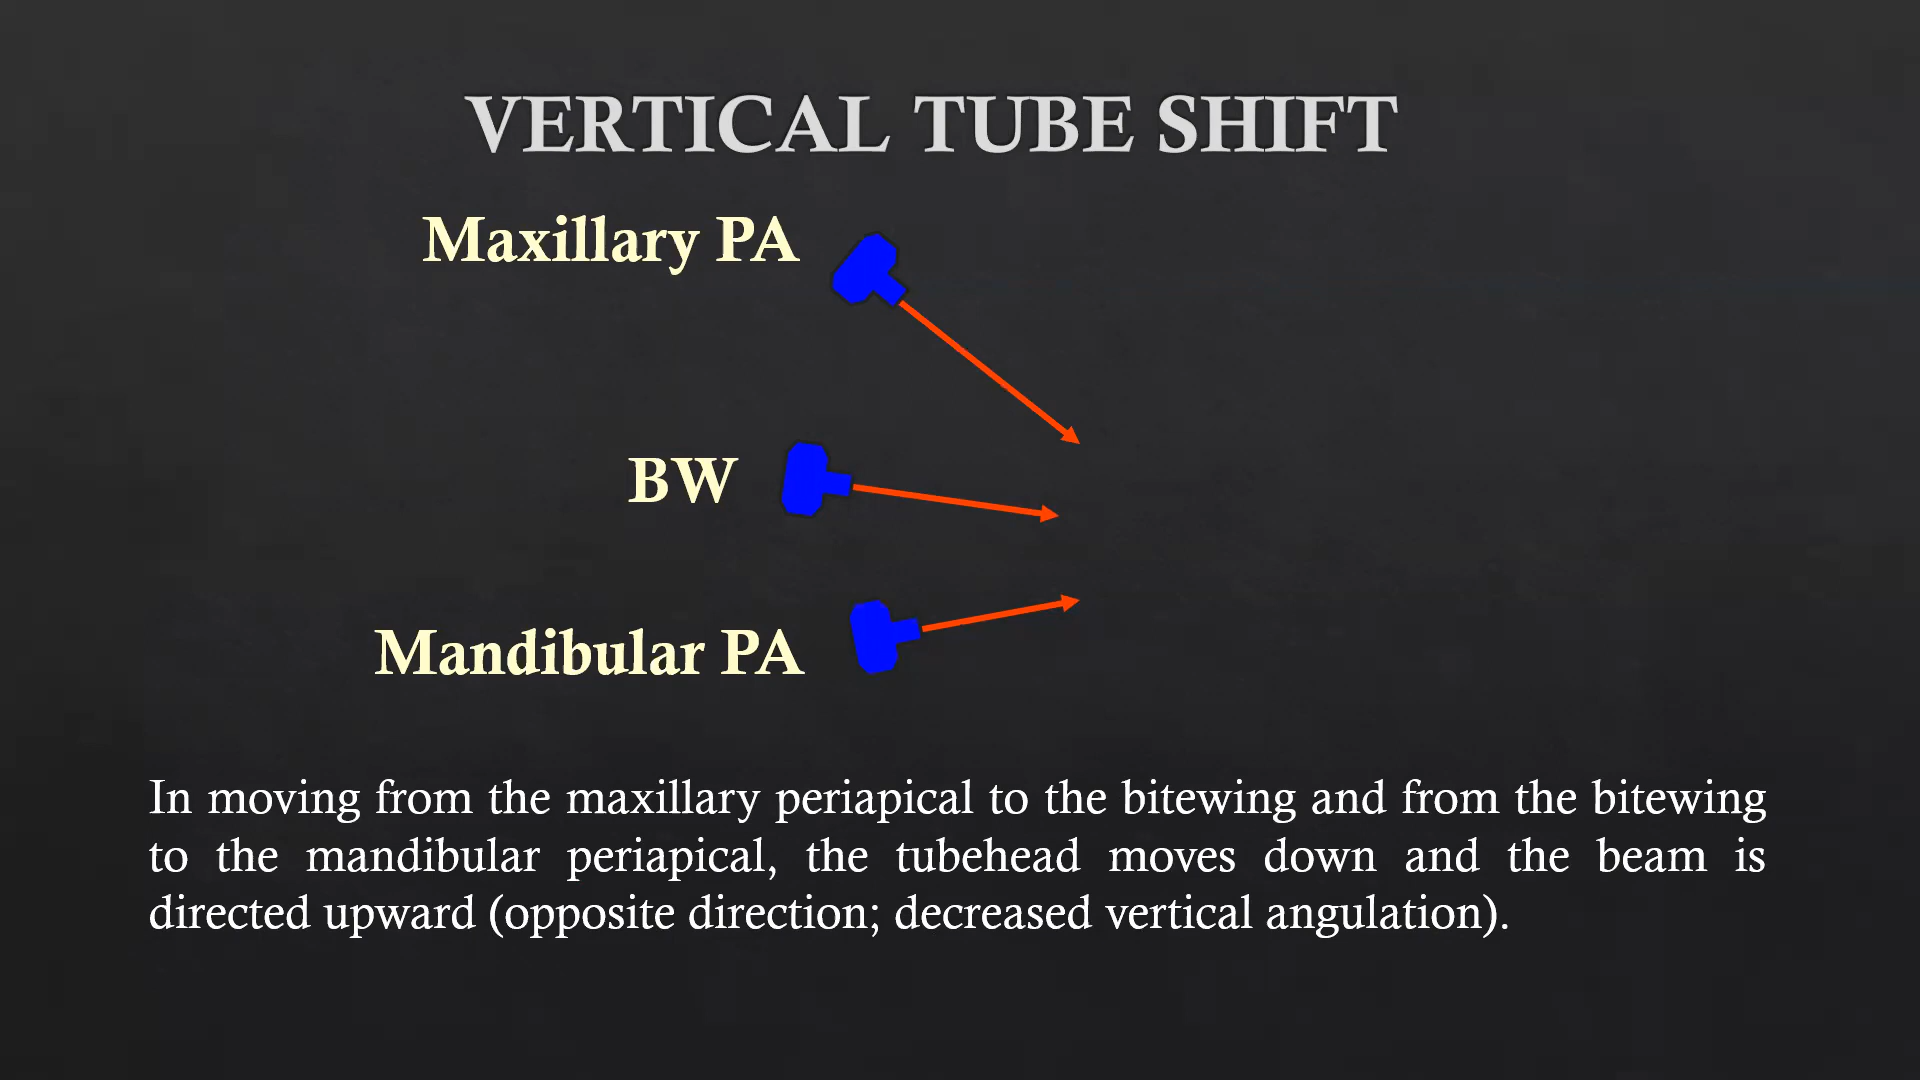 VERTICAL TUBE SHIFT
Maxillary PA
BW
Mandibular PA
In moving from the maxillary periapical to the bitewing and from the bitewing
to the mandibular periapical, the tubehead moves down and the beam is
directed upward (opposite direction; decreased vertical angulation).